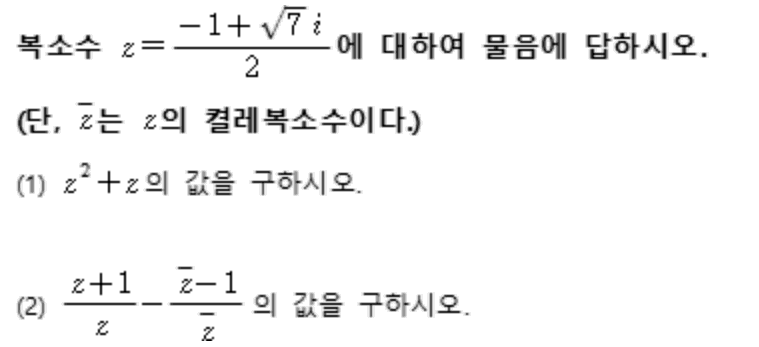 복소수 z = (-1 + √7 i)/2 에 대하여 물음에 답하시오.
(단, z̄는 z의 켤레복소수이다.)
(1) z² + z의 값을 구하시오.
(2) (z+1)/z - (z̄-1)/z̄ 의 값을 구하시오.